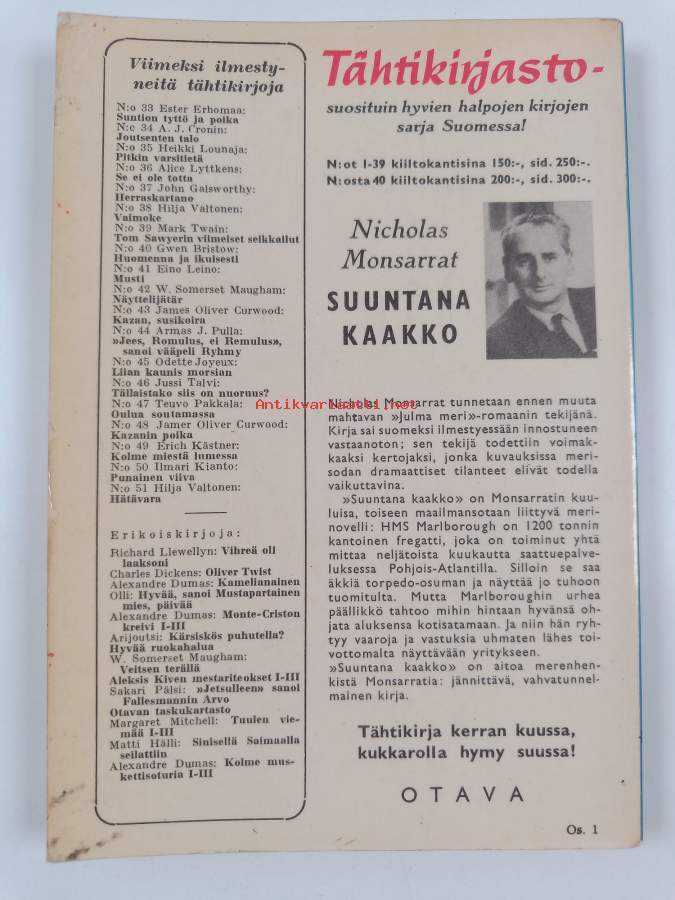 Viimeksi ilmesty-
neitä tähtikirjoja
N:o 33 Ester Erhomaa:
Suntion tyttö ja poika
N:o 34 A. J. Cronin:
Joutsenten talo
N:o 35 Heikki Lounaja:
Pitkin varsitietä
N:o 36 Alice Lyttkens:
Se ei ole totta
N:o 37 John Galsworthy:
Herraskartano
N:o 38 Hilja Valtonen:
Vaimoke
N:o 39 Mark Twain:
Tom Sawyerin viimeiset seikkailut
N:o 40 Gwen Bristow:
Huomenna ja ikuisesti
N:o 41 Eino Leino:
Musti
N:o 42 W. Somerset Maugham:
Näyttelijätär
N:o 43 James Oliver Curwood:
Kazan, susikoira
N:o 44 Armas J. Pulla:
»Jees, Romulus, ei Remulus»,
sanoi vääpeli Ryhmy
N:o 45 Odette Joyeux:
Liian kaunis morsian
N:o 46 Jussi Talvi:
Tällaistako siis on nuoruus?
N:o 47 Teuvo Pakkala:
Oulua soutamassa
N:o 48 Jamer Oliver Curwood:
Kazanin poika
N:o 49 Erich Kästner:
Kolme miestä lumessa
N:o 50 Ilmari Kianto:
Punainen viiva
N:o 51 Hilja Valtonen:
Hätävara
Erikoiskirjoja:
Richard Llewellyn: Vihreä oli
laaksoni
Charles Dickens: Oliver Twist
Alexandre Dumas: Kamelianainen
Olli: Hyvää, sanoi Mustapartainen
mies, päivää
Alexandre Dumas: Monte-Criston
kreivi I-III
Arijoutsi: Kärsiskös puhutella?
Hyvää ruokahalua
W. Somerset Maugham:
Veitsen terällä
Aleksis Kiven mestariteokset I-III
Sakari Pälsi: »Jetsulleen» sanoi
Fallesmannin Arvo
Otavan taskukartasto
Margaret Mitchell: Tuulen vie-
mää I-III
Matti Hälli: Sinisellä Saimaalla
seilattiin
Alexandre Dumas: Kolme mus-
kettisoturia I-III
Tähtikirjasto-
suosituin hyvien halpojen kirjojen
sarja Suomessa!
N:ot 1-39 kiiltokantisina 150:-, sid. 250:-.
N:osta 40 kiiltokantisina 200:-, sid. 300:-.
Nicholas
Monsarrat
SUUNTANA
KAAKKO
Antikvariaatti.net
Nicholas Monsarrat tunnetaan ennen muuta
mahtavan »Julma meri»-romaanin tekijänä.
Kirja sai suomeksi ilmestyessään innostuneen
vastaanoton; sen tekijä todettiin voimak-
kaaksi kertojaksi, jonka kuvauksissa meri-
sodan dramaattiset tilanteet elivät todella
vaikuttavina.
»Suuntana kaakko» on Monsarratin kuu-
luisa, toiseen maailmansotaan liittyvä meri-
novelli: HMS Marlborough on 1200 tonnin
kantoinen fregatti, joka on toiminut yhtä
mittaa neljätoista kuukautta saattuepalve-
luksessa Pohjois-Atlantilla. Silloin se saa
äkkiä torpedo-osuman ja näyttää jo tuhoon
tuomitulta. Mutta Marlboroughin urhea
päällikkö tahtoo mihin hintaan hyvänsä oh-
jata aluksensa kotisatamaan. Ja niin hän ryh-
tyy vaaroja ja vastuksia uhmaten lähes toi-
vottomalta näyttävään yritykseen.
»Suuntana kaakko» on aitoa merenhen-
kistä Monsarratia: jännittävä, vahvatunnel-
mainen kirja.
Tähtikirja kerran kuussa,
kukkarolla hymy suussa!
OTAVA
Os. 1